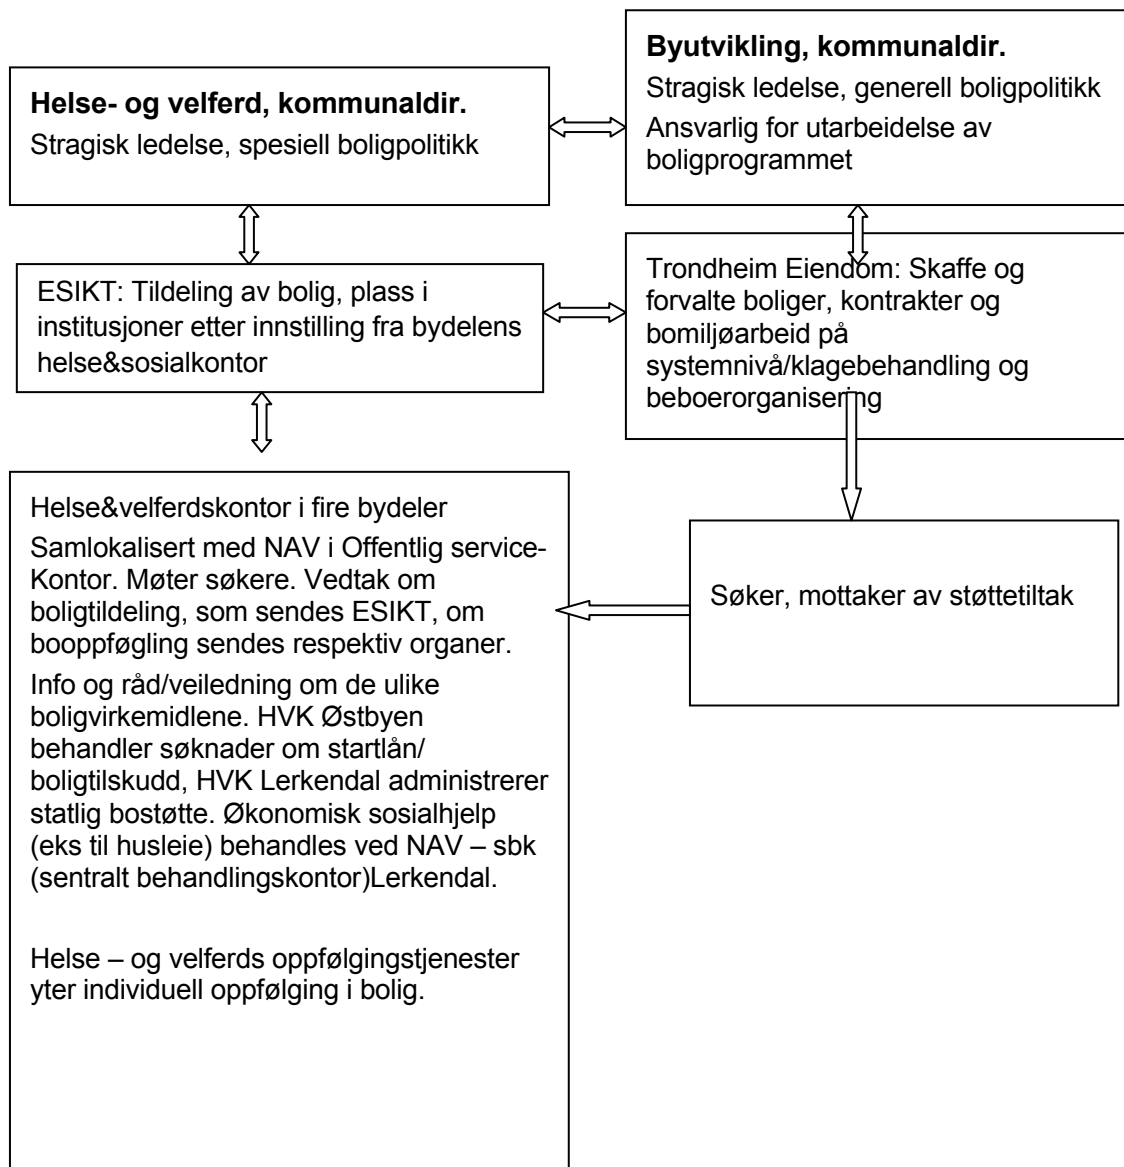 Byutvikling, kommunaldir.
Stragisk ledelse, generell boligpolitikk
Ansvarlig for utarbeidelse av
boligprogrammet
Helse- og velferd, kommunaldir.
Stragisk ledelse, spesiell boligpolitikk
Trondheim Eiendom: Skaffe og
forvalte boliger, kontrakter og
bomiljøarbeid på
systemnivå/klagebehandling og
beboerorganisering
ESIKT: Tildeling av bolig, plass i
institusjoner etter innstilling fra bydelens
helse&sosialkontor
Helse&velferdskontor i fire bydeler
Samlokalisert med NAV i Offentlig service-
Kontor. Møter søkere. Vedtak om
boligtildeling, som sendes ESIKT, om
booppføgling sendes respektiv organer.
Info og råd/veiledning om de ulike
boligvirkemidlene. HVK Østbyen
behandler søknader om startlån/
boligtilskudd, HVK Lerkendal administrerer
statlig bostøtte. Økonomisk sosialhjelp
(eks til husleie) behandles ved NAV – sbk
(sentralt behandlingskontor)Lerkendal.
Helse – og velferds oppfølgingstjenester
yter individuell oppfølging i bolig.
Søker, mottaker av støttetiltak